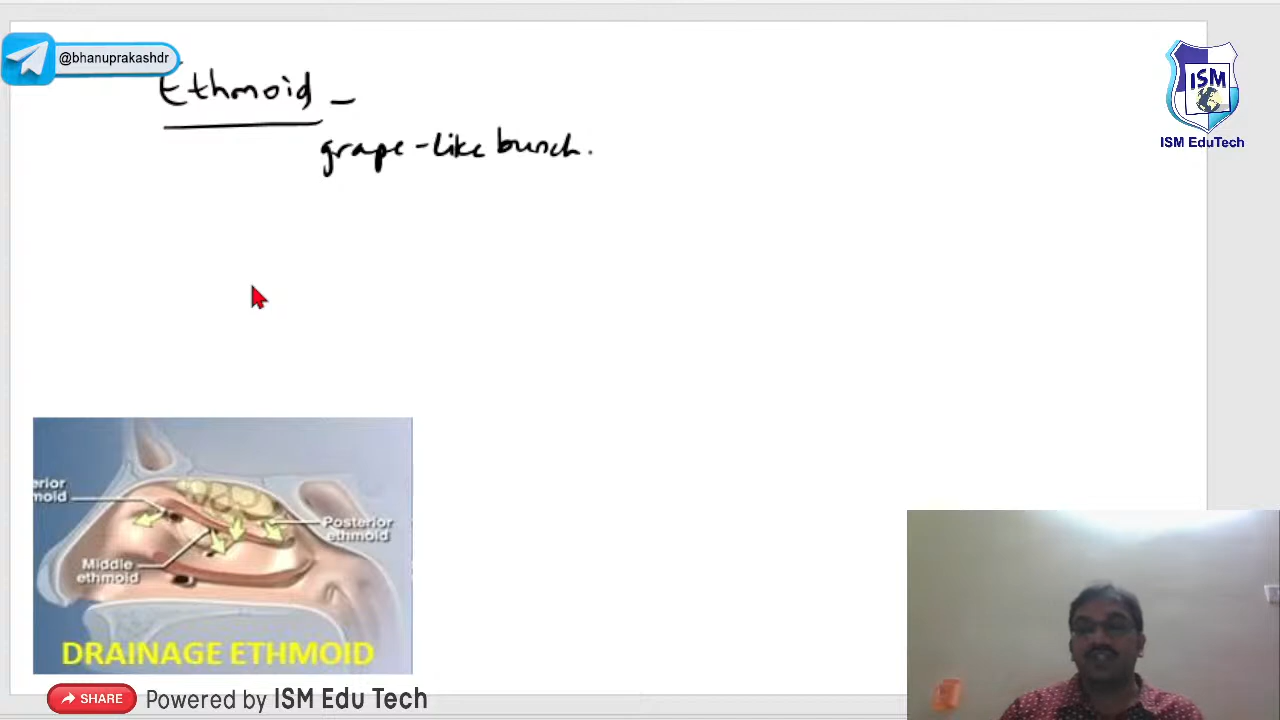 @bhanuprakashdr
Ethmoid -
grape-like bunch.
ISM
ISM EduTech
erior
moid
Posterior
ethmoid
Middle
ethmoid
DRAINAGE ETHMOID
SHARE
Powered by ISM Edu Tech